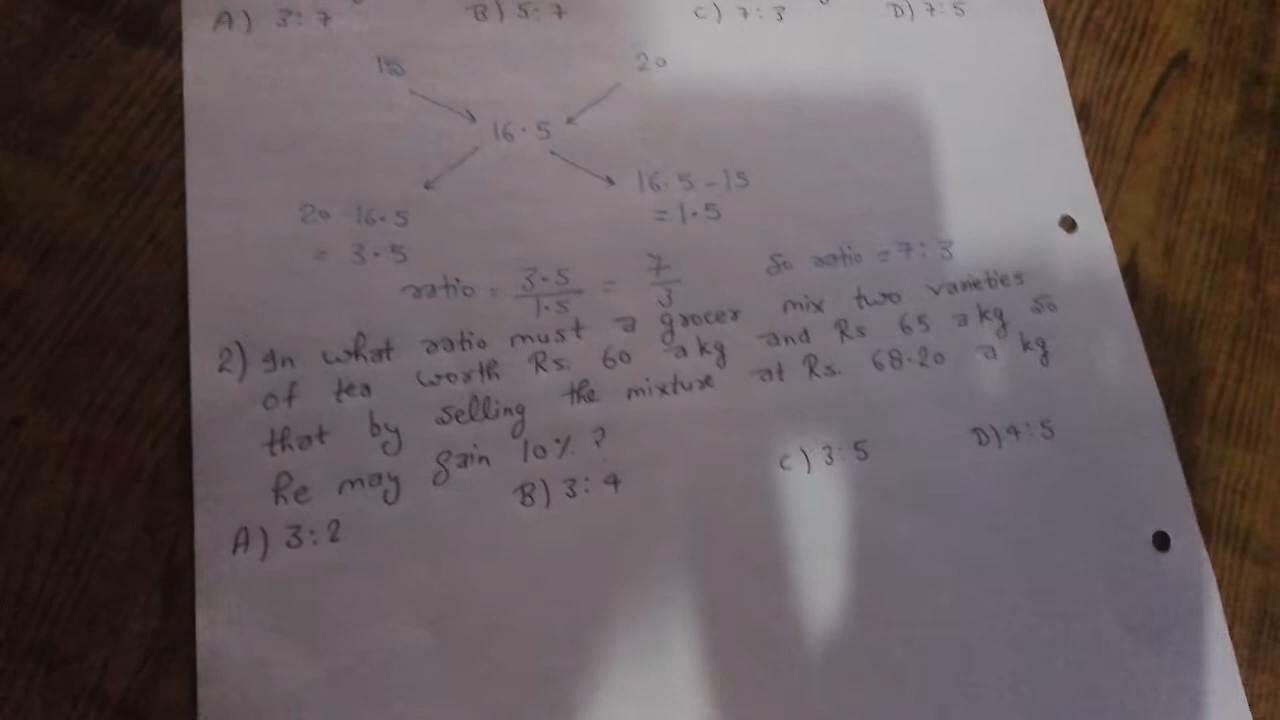 A) 3:7 B) 5:7 C) 7:3 D) 7:5
15 20
16.5
20 16.5 16.5-15
= 3.5 = 1.5
ratio = 3.5/1.5 = 7/3 So ratio = 7:3
2) In what ratio must a grocer mix two varieties
of tea worth Rs. 60 a kg and Rs 65 a kg so
that by selling the mixture at Rs. 68.20 a kg
he may gain 10% ?
A) 3:2 B) 3:4 C) 3:5 D) 4:5